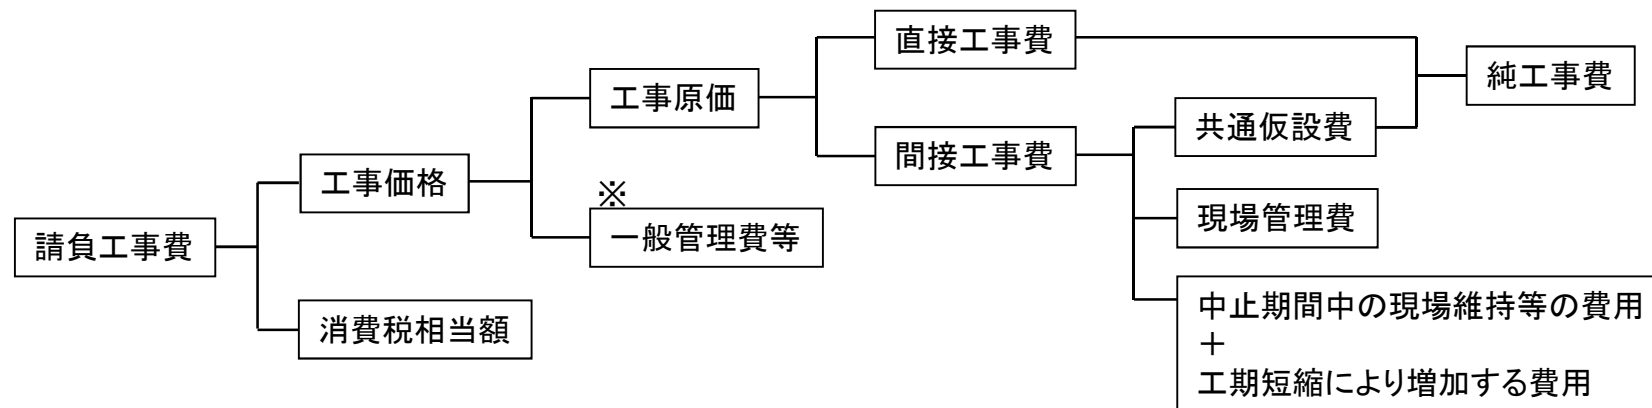 請負工事費
工事価格
消費税相当額
工事原価
※
一般管理費等
直接工事費
間接工事費
共通仮設費
現場管理費
中止期間中の現場維持等の費用
＋
工期短縮により増加する費用
純工事費